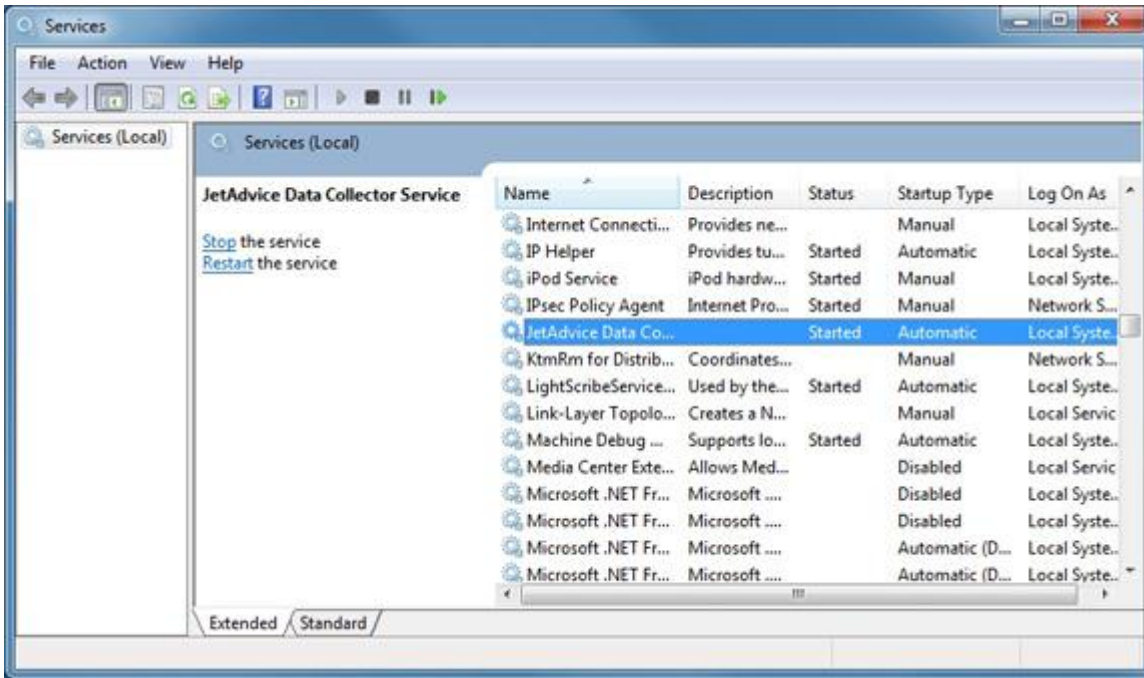 Services
File Action View Help
Services (Local)
Services (Local)
JetAdvice Data Collector Service
Stop the service
Restart the service
Name Description Status Startup Type Log On As
Internet Connecti... Provides ne... Manual Local Syste..
IP Helper Provides tu... Started Automatic Local Syste..
iPod Service iPod hardw... Started Manual Local Syste..
IPsec Policy Agent Internet Pro... Started Manual Network S...
JetAdvice Data Co... Started Automatic Local Syste..
KtmRm for Distrib... Coordinates... Manual Network S...
LightScribeService... Used by the... Started Automatic Local Syste..
Link-Layer Topolo... Creates a N... Manual Local Servic
Machine Debug ... Supports lo... Started Automatic Local Syste..
Media Center Exte... Allows Med... Disabled Local Servic
Microsoft .NET Fr... Microsoft .... Disabled Local Syste..
Microsoft .NET Fr... Microsoft .... Disabled Local Syste..
Microsoft .NET Fr... Microsoft .... Automatic (D... Local Syste..
Microsoft .NET Fr... Microsoft .... Automatic (D... Local Syste..
Extended Standard